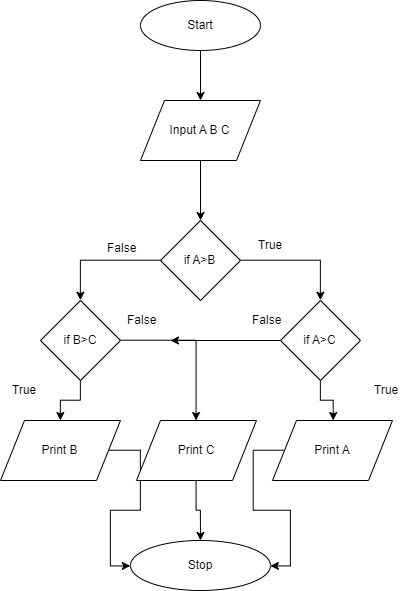 Start
Input A B C
if A>B
False
True
if B>C
False
False
if A>C
True
True
Print B
Print C
Print A
Stop